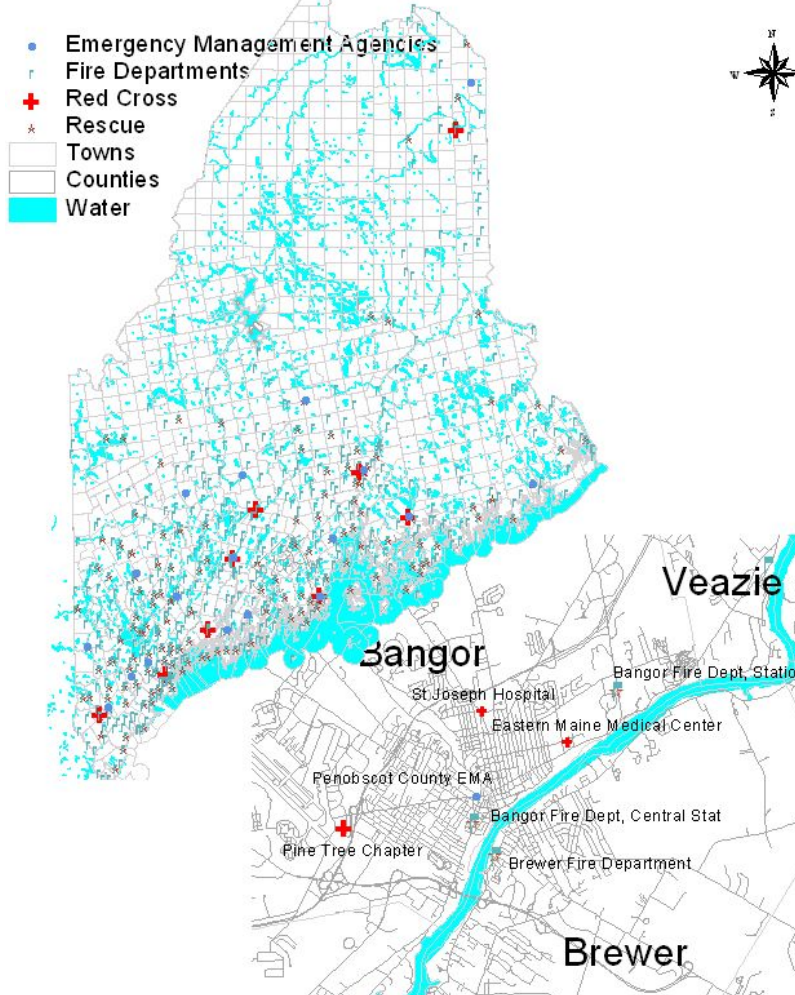 Emergency Management Agencies
Fire Departments
Red Cross
Rescue
Towns
Counties
Water
N
W
S
Veazie
Bangor
Bangor Fire Dept, Statio
St Joseph Hospital
Eastern Maine Medical Center
Penobscot County EMA
Bangor Fire Dept, Central Stat
Pine Tree Chapter
Brewer Fire Department
Brewer